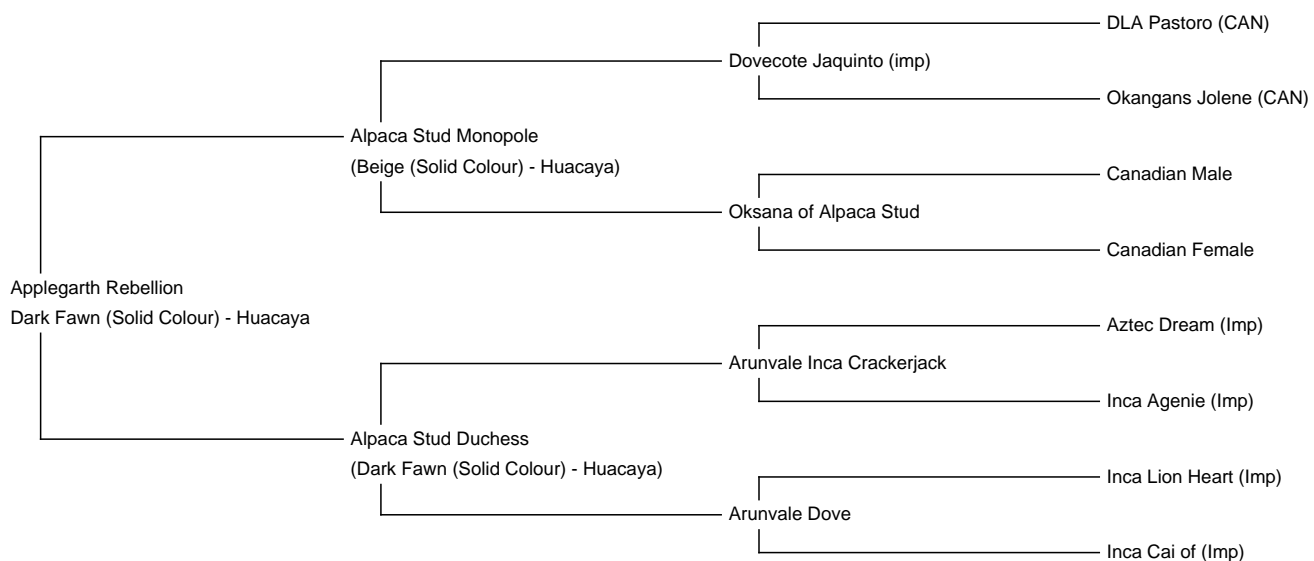 DLA Pastoro (CAN)
Dovecote Jaquinto (imp)
Okangans Jolene (CAN)
Alpaca Stud Monopole
(Beige (Solid Colour) - Huacaya)
Canadian Male
Oksana of Alpaca Stud
Canadian Female
Applegarth Rebellion
Dark Fawn (Solid Colour) - Huacaya
Aztec Dream (Imp)
Arunvale Inca Crackerjack
Inca Agenie (Imp)
Alpaca Stud Duchess
(Dark Fawn (Solid Colour) - Huacaya)
Inca Lion Heart (Imp)
Arunvale Dove
Inca Cai of (Imp)